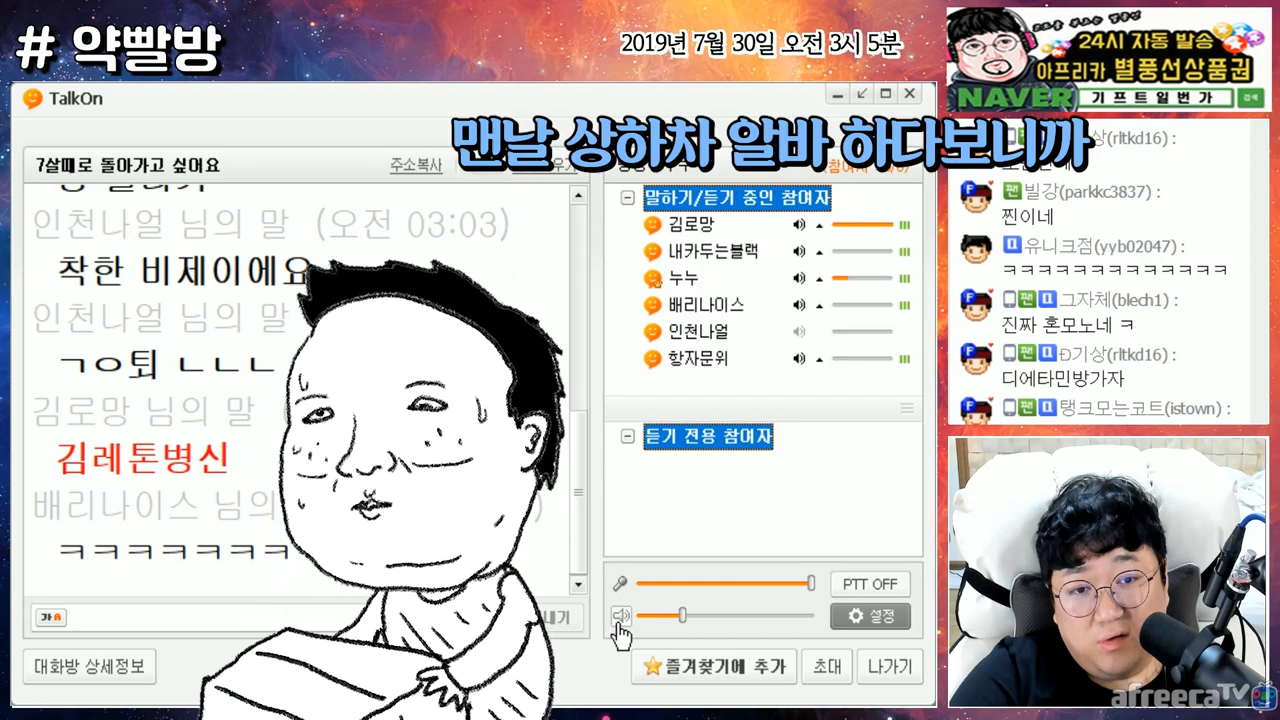 # 약빨방
2019년 7월 30일 오전 3시 5분
24시 자동 발송
아프리카 별풍선상품권
NAVER 기프트일번가 검색
TalkOn
맨날 상하차 알바 하다보니까
7살때로 돌아가고 싶어요
주소복사
인천나얼 님의 말 (오전 03:03)
착한 비제이에요
인천나얼 님의 말
ㄱㅇ퇴 ㄴㄴㄴ
김로망 님의 말
김레톤병신
배리나이스 님의
ㅋㅋㅋㅋㅋㅋㅋ
가
대화방 상세정보
말하기/듣기 중인 참여자
김로망
내카두는블랙
누누
배리나이스
인천나얼
항자문위
듣기 전용 참여자
PTT OFF
설정
즐겨찾기에 추가
초대
나가기
상(rltkd16) :
팬 빌강(parkkc3837) :
찐이네
유니크점(yyb02047) :
ㅋㅋㅋㅋㅋㅋㅋㅋㅋㅋㅋㅋㅋ
팬 그자체(blech1) :
진짜 혼모노네 ㅋ
팬 Đ기상(rltkd16) :
디에타민방가자
팬 탱크모는코트(istown) :
afreecaTV